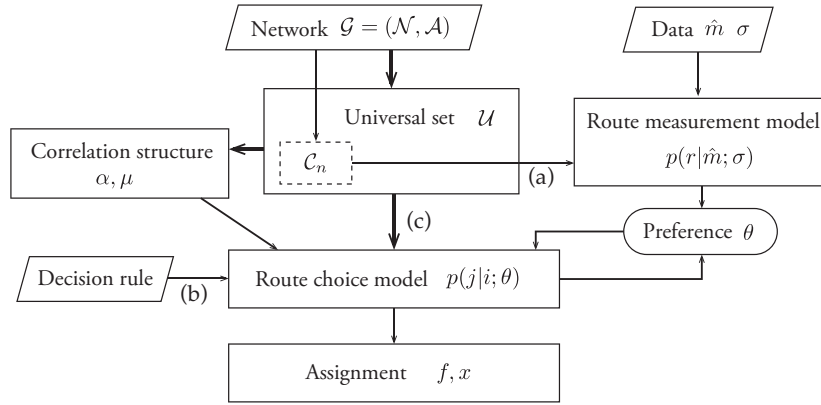 Network 𝒢 = (𝒩, 𝒜)
Data m̂ σ
Universal set 𝒰
Route measurement model
p(r|m̂; σ)
Correlation structure
α, μ
𝒞ₙ
(a)
(c)
Preference θ
Decision rule
(b)
Route choice model p(j|i; θ)
Assignment f, x